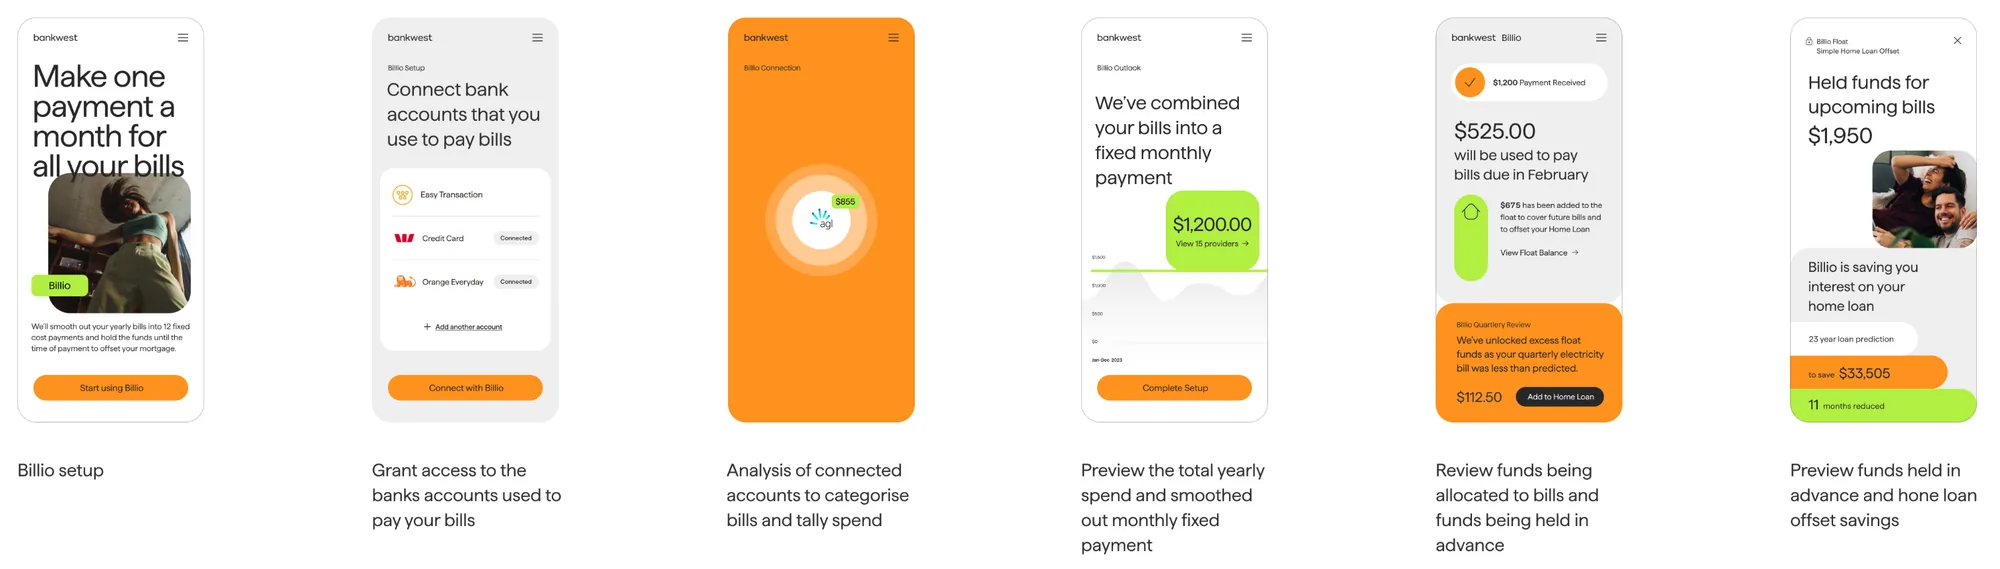 bankwest
Make one
payment a
month for
all your bills
Billio
We'll smooth out your yearly bills into 12 fixed
cost payments and hold the funds until the
time of payment to offset your mortgage.
Start using Billio
Billio setup
bankwest
Billio Setup
Connect bank
accounts that you
use to pay bills
Easy Transaction
Credit Card
Connected
Orange Everyday
Connected
+ Add another account
Connect with Billio
Grant access to the
banks accounts used to
pay your bills
bankwest
Billio Connection
$855
agl
Analysis of connected
accounts to categorise
bills and tally spend
bankwest
Billio Outlook
We've combined
your bills into a
fixed monthly
payment
$1,200.00
View 15 providers →
$1,500
$1,000
$500
$0
Jan-Dec 2023
Complete Setup
Preview the total yearly
spend and smoothed
out monthly fixed
payment
bankwest Billio
$1,200 Payment Received
$525.00
will be used to pay
bills due in February
$675 has been added to the
float to cover future bills and
to offset your Home Loan
View Float Balance →
Billio Quartlery Review
We've unlocked excess float
funds as your quarterly electricity
bill was less than predicted.
$112.50
Add to Home Loan
Review funds being
allocated to bills and
funds being held in
advance
Billio Float
Simple Home Loan Offset
Held funds for
upcoming bills
$1,950
Billio is saving you
interest on your
home loan
23 year loan prediction
to save $33,505
11 months reduced
Preview funds held in
advance and hone loan
offset savings